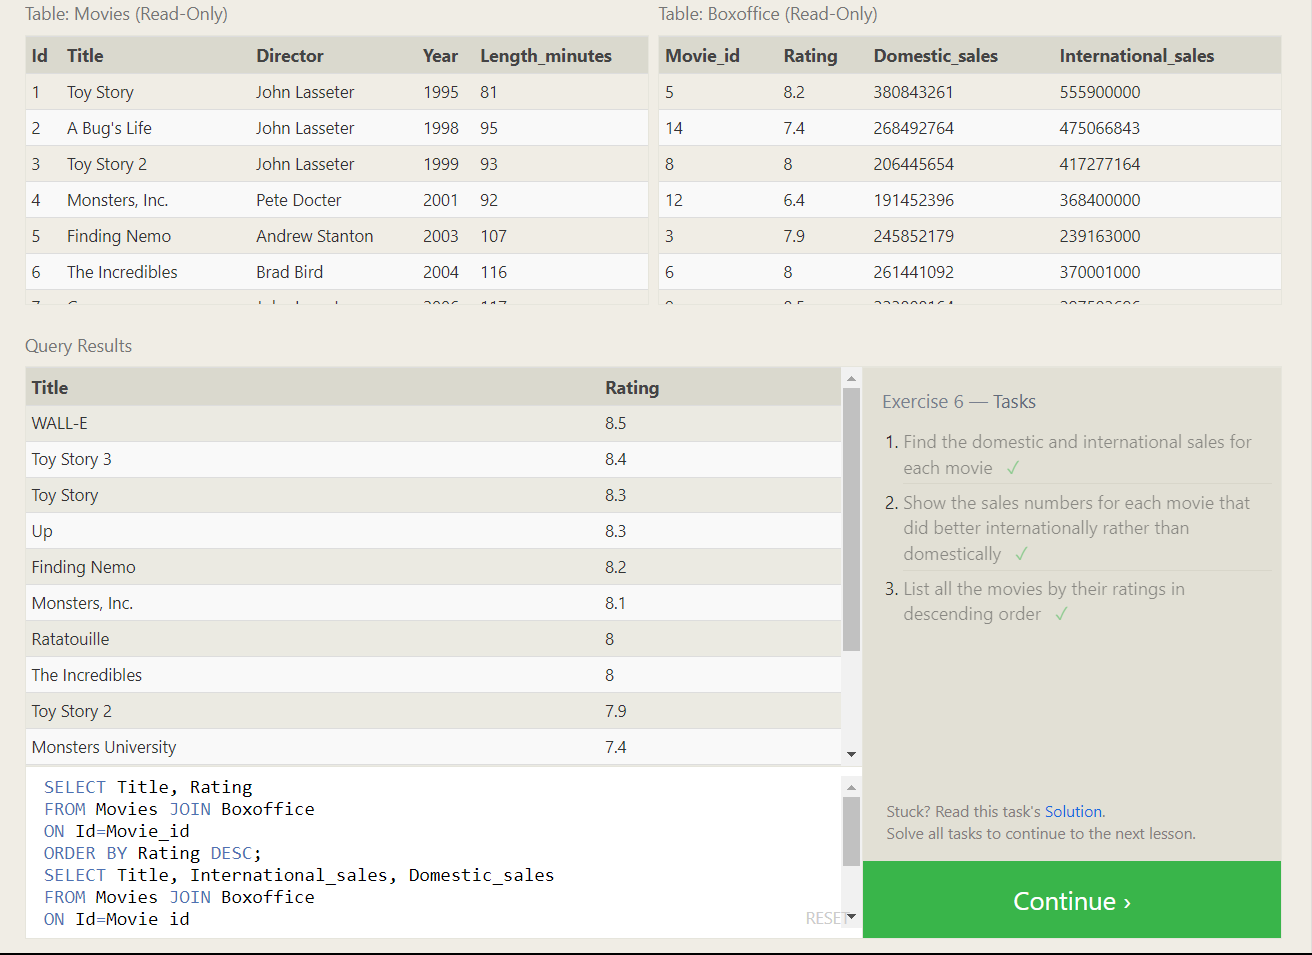 Table: Movies (Read-Only)
Id Title Director Year Length_minutes
1 Toy Story John Lasseter 1995 81
2 A Bug's Life John Lasseter 1998 95
3 Toy Story 2 John Lasseter 1999 93
4 Monsters, Inc. Pete Docter 2001 92
5 Finding Nemo Andrew Stanton 2003 107
6 The Incredibles Brad Bird 2004 116
Table: Boxoffice (Read-Only)
Movie_id Rating Domestic_sales International_sales
5 8.2 380843261 555900000
14 7.4 268492764 475066843
8 8 206445654 417277164
12 6.4 191452396 368400000
3 7.9 245852179 239163000
6 8 261441092 370001000
Query Results
Title Rating
WALL-E 8.5
Toy Story 3 8.4
Toy Story 8.3
Up 8.3
Finding Nemo 8.2
Monsters, Inc. 8.1
Ratatouille 8
The Incredibles 8
Toy Story 2 7.9
Monsters University 7.4
SELECT Title, Rating
FROM Movies JOIN Boxoffice
ON Id=Movie_id
ORDER BY Rating DESC;
SELECT Title, International_sales, Domestic_sales
FROM Movies JOIN Boxoffice
ON Id=Movie id
RESET
Exercise 6 — Tasks
1. Find the domestic and international sales for
each movie ✓
2. Show the sales numbers for each movie that
did better internationally rather than
domestically ✓
3. List all the movies by their ratings in
descending order ✓
Stuck? Read this task's Solution.
Solve all tasks to continue to the next lesson.
Continue ›